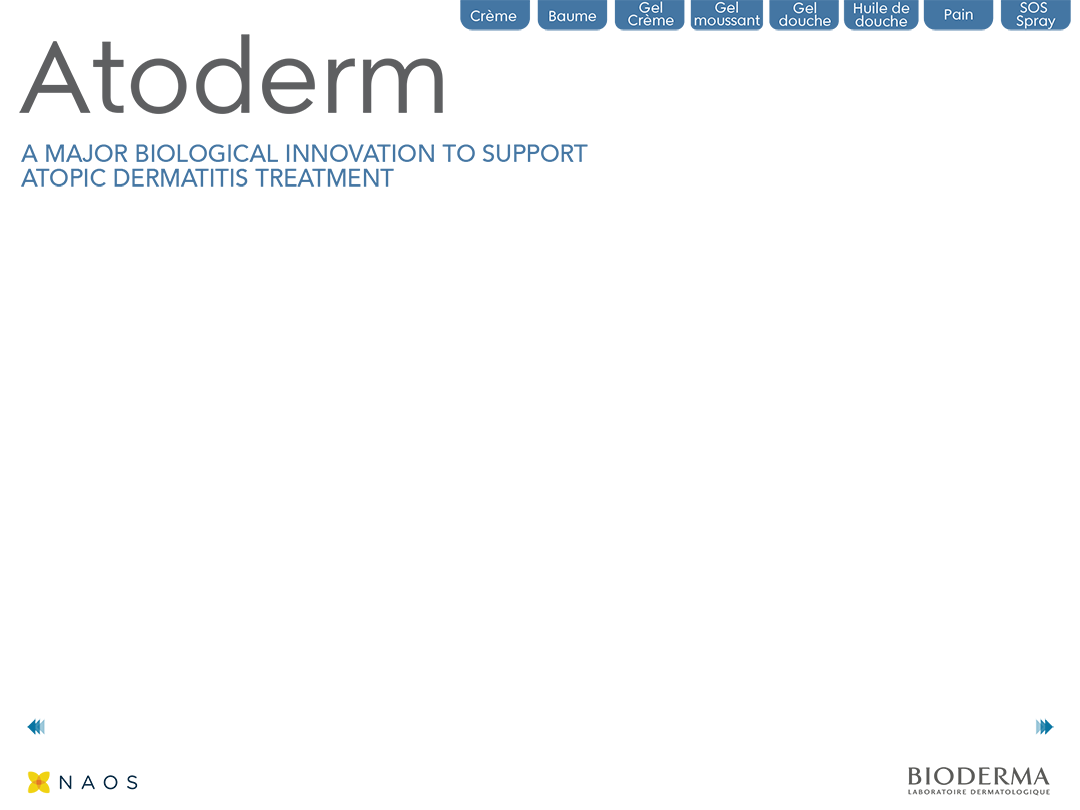 Crème
Baume
Gel
Crème
Gel
moussant
Gel
douche
Huile de
douche
Pain
SOS
Spray
Atoderm
A MAJOR BIOLOGICAL INNOVATION TO SUPPORT
ATOPIC DERMATITIS TREATMENT
NAOS
BIODERMA
LABORATOIRE DERMATOLOGIQUE